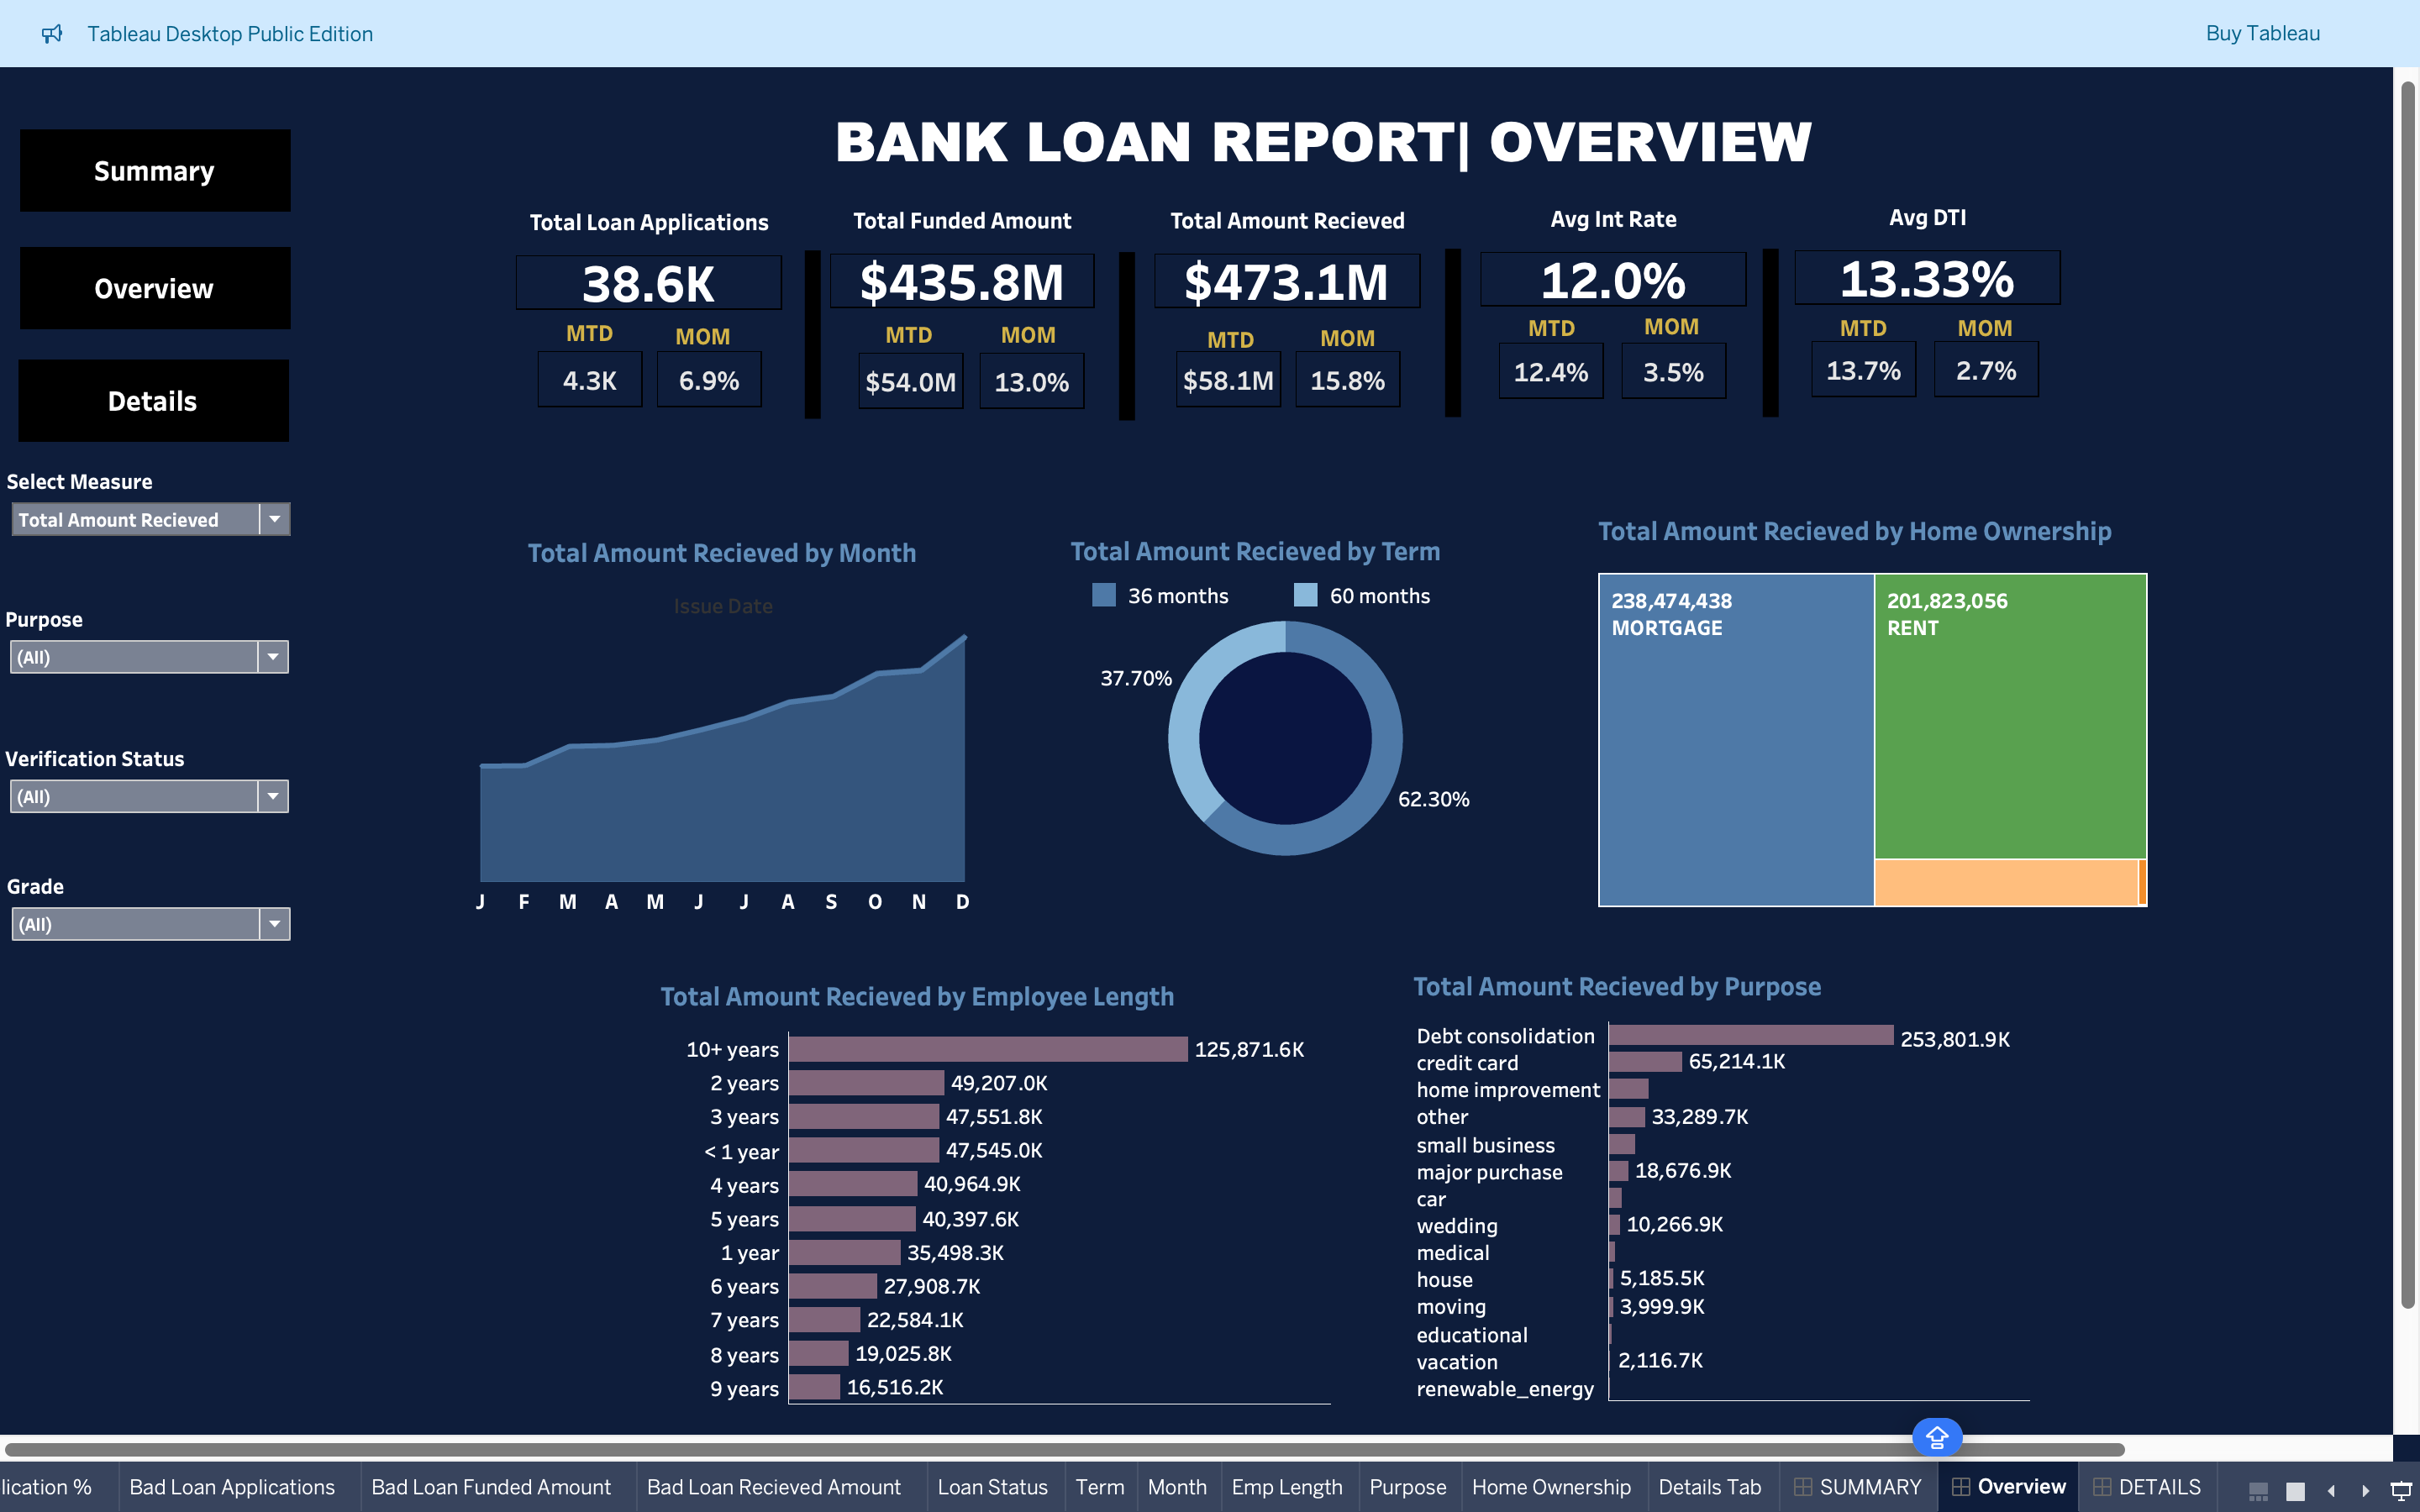 Tableau Desktop Public Edition
Buy Tableau
BANK LOAN REPORT| OVERVIEW
Summary
Overview
Details
Total Loan Applications
38.6K
MTD
MOM
4.3K
6.9%
Total Funded Amount
$435.8M
MTD
MOM
$54.0M
13.0%
Total Amount Recieved
$473.1M
MTD
MOM
$58.1M
15.8%
Avg Int Rate
12.0%
MTD
MOM
12.4%
3.5%
Avg DTI
13.33%
MTD
MOM
13.7%
2.7%
Select Measure
Total Amount Recieved
Purpose
(All)
Verification Status
(All)
Grade
(All)
Total Amount Recieved by Month
Issue Date
J F M A M J J A S O N D
Total Amount Recieved by Term
36 months
60 months
37.70%
62.30%
Total Amount Recieved by Home Ownership
238,474,438
MORTGAGE
201,823,056
RENT
Total Amount Recieved by Employee Length
10+ years 125,871.6K
2 years 49,207.0K
3 years 47,551.8K
< 1 year 47,545.0K
4 years 40,964.9K
5 years 40,397.6K
1 year 35,498.3K
6 years 27,908.7K
7 years 22,584.1K
8 years 19,025.8K
9 years 16,516.2K
Total Amount Recieved by Purpose
Debt consolidation 253,801.9K
credit card 65,214.1K
home improvement
other 33,289.7K
small business
major purchase 18,676.9K
car
wedding 10,266.9K
medical
house 5,185.5K
moving 3,999.9K
educational
vacation 2,116.7K
renewable_energy
lication %
Bad Loan Applications
Bad Loan Funded Amount
Bad Loan Recieved Amount
Loan Status
Term
Month
Emp Length
Purpose
Home Ownership
Details Tab
SUMMARY
Overview
DETAILS